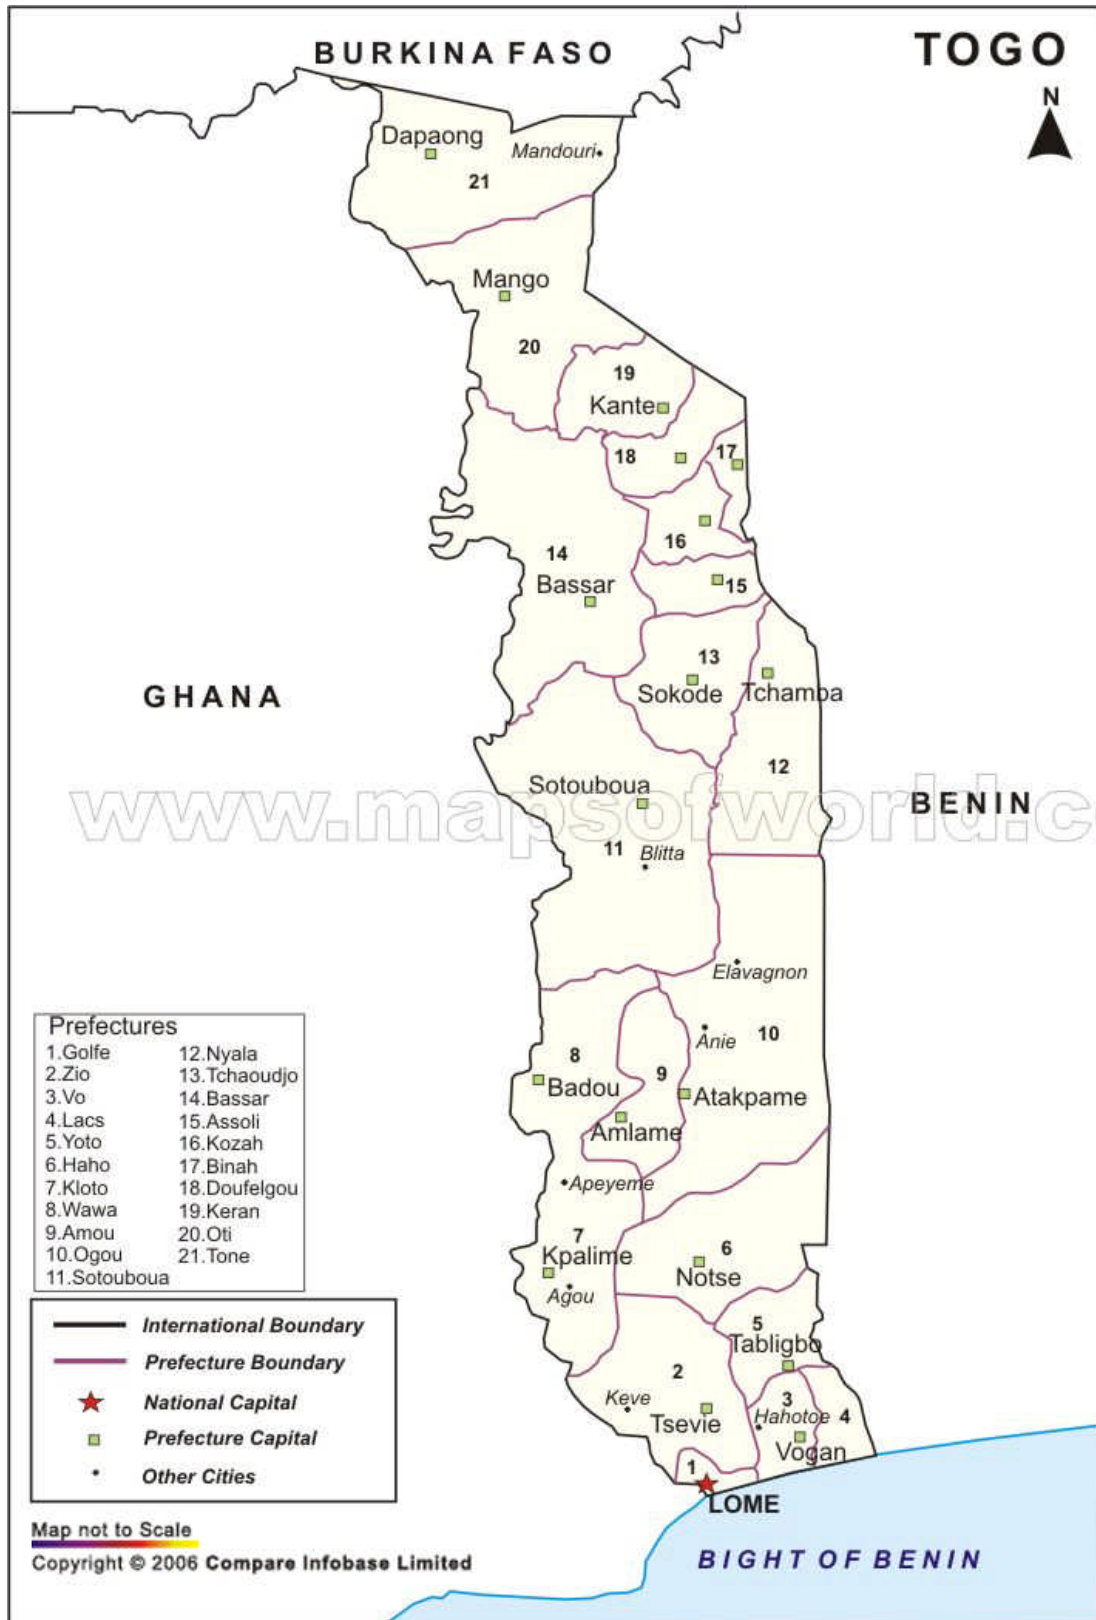 BURKINA FASO
TOGO
N
Dapaong
Mandouri
21
Mango
20
19
Kante
18
17
16
14
15
Bassar
13
GHANA
Sokode
Tchamba
12
Sotouboua
www.mapsofworld.c
BENIN
11
Blitta
Elavagnon
Anie
10
8
9
Badou
Atakpame
Amlame
Apeyeme
7
6
Kpalime
Notse
Agou
5
Tabligbo
2
Keve
3
Hahotoe
4
Tsevie
Vogan
1
LOME
BIGHT OF BENIN
Prefectures
1.Golfe
2.Zio
3.Vo
4.Lacs
5.Yoto
6.Haho
7.Kloto
8.Wawa
9.Amou
10.Ogou
11.Sotouboua
12.Nyala
13.Tchaoudjo
14.Bassar
15.Assoli
16.Kozah
17.Binah
18.Doufelgou
19.Keran
20.Oti
21.Tone
International Boundary
Prefecture Boundary
National Capital
Prefecture Capital
Other Cities
Map not to Scale
Copyright © 2006 Compare Infobase Limited